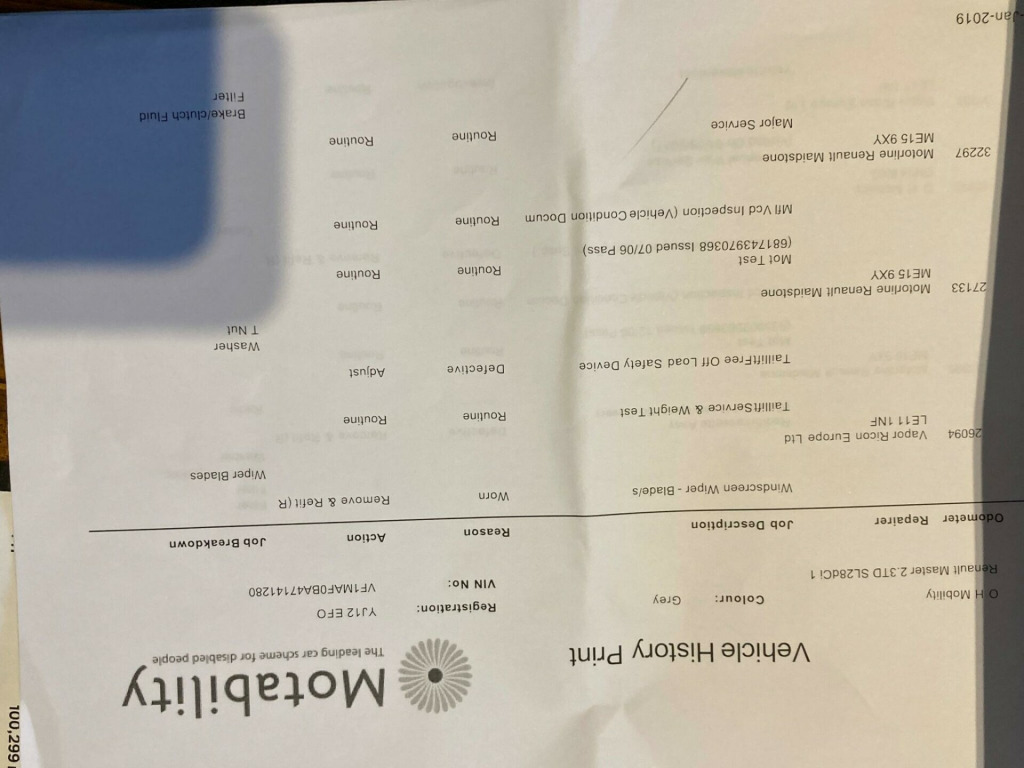 Vehicle History Print
Motability
The leading car scheme for disabled people
O H Mobility
Colour: Grey
Registration: YJ12 EFO
Renault Master 2.3TD SL28dCi 1
VIN No: VF1MAF0BA47141280
Odometer Repairer Job Description Reason Action Job Breakdown
Windscreen Wiper - Blade/s Worn Remove & Refit (R
Wiper Blades
26094 Vapor Ricon Europe Ltd
LE11 1NF
TailliftService & Weight Test Routine Routine
TailliftFree Off Load Safety Device Defective Adjust
Washer
T Nut
27133 Motorline Renault Maidstone
ME15 9XY
Mot Test Routine Routine
(681743970368 Issued 07/06 Pass)
Mfl Vcd Inspection (Vehicle Condition Docum Routine Routine
32297 Motorline Renault Maidstone
ME15 9XY
Major Service Routine Routine
Brake/clutch Fluid
Filter
-Jan-2019
100,299